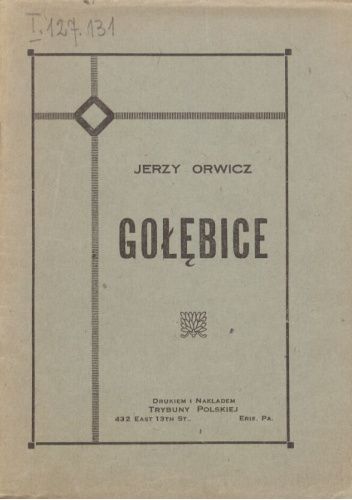 I.127.131
JERZY ORWICZ
GOŁĘBICE
DRUKIEM I NAKŁADEM
TRYBUNY POLSKIEJ
432 EAST 13TH ST., ERIE, PA.